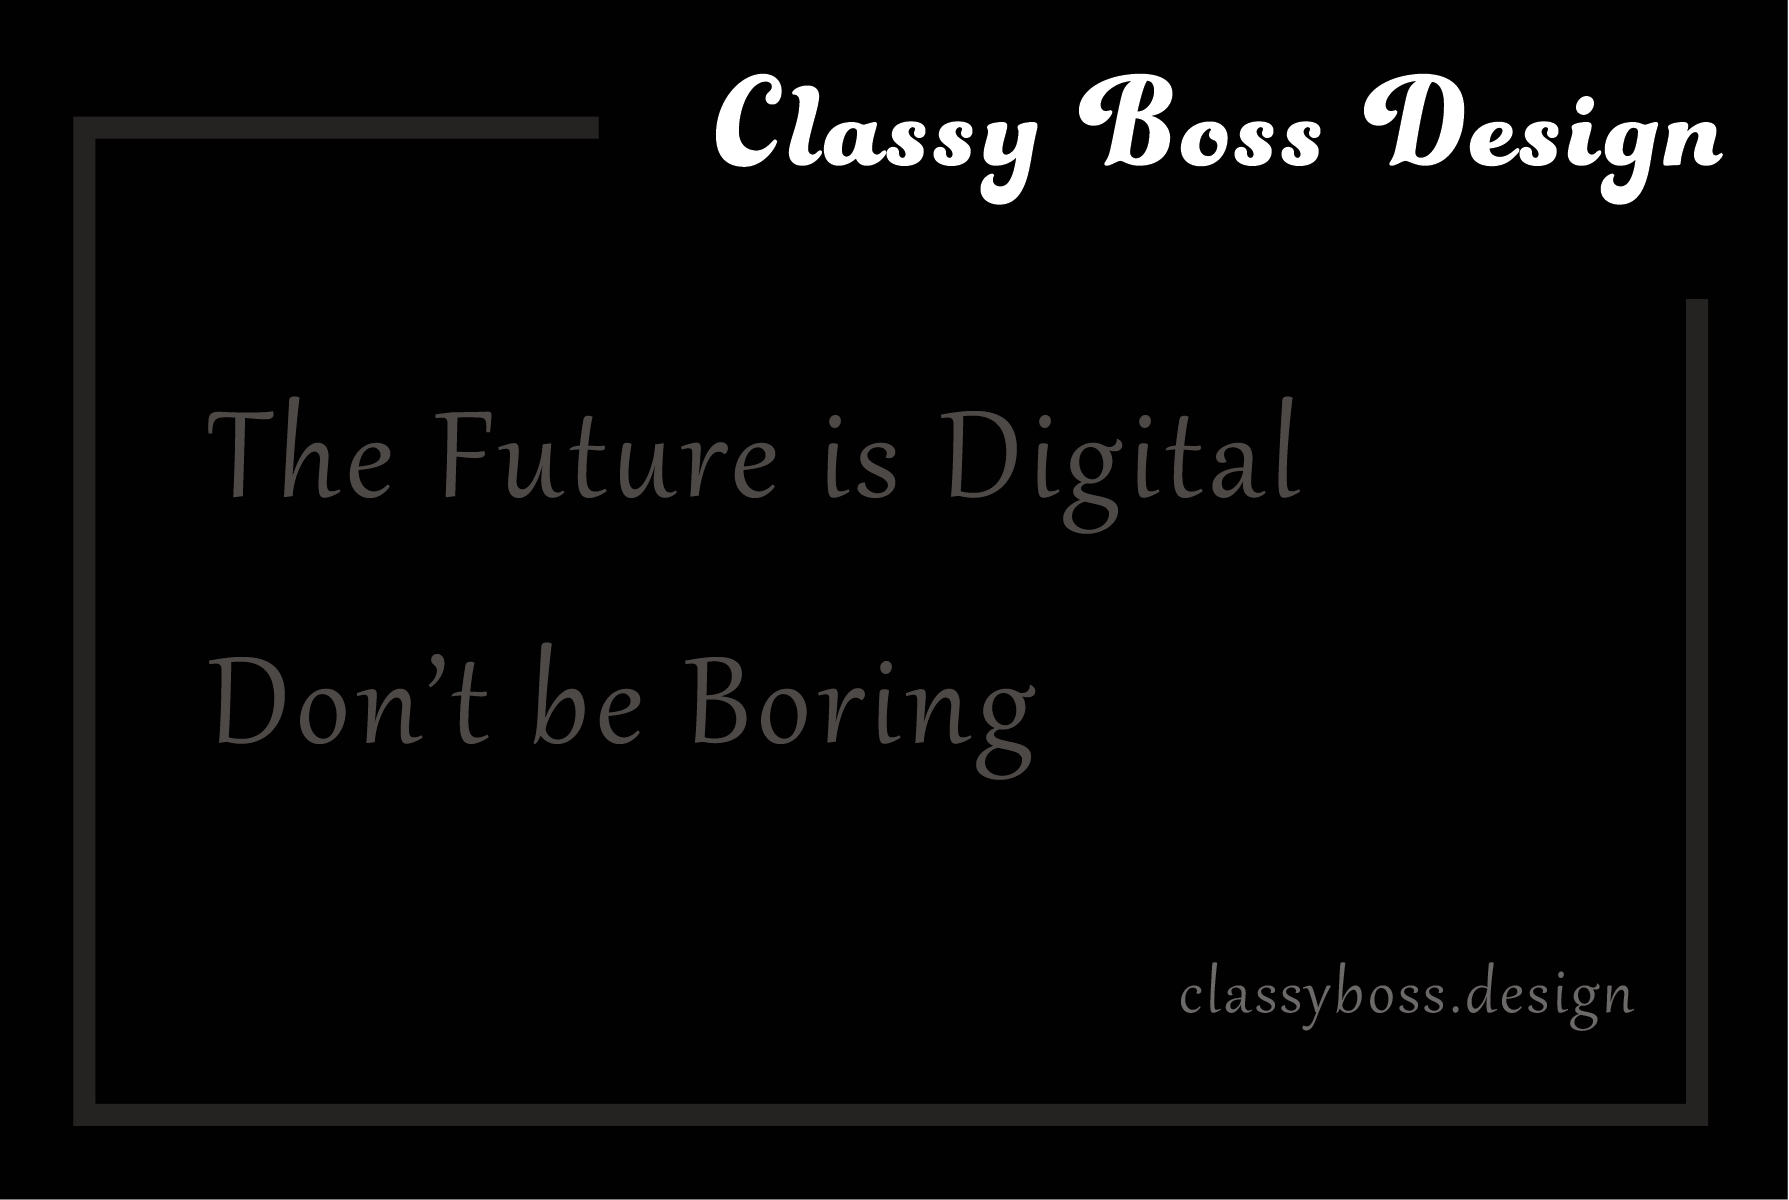 Classy Boss Design
The Future is Digital
Don’t be Boring
classyboss.design